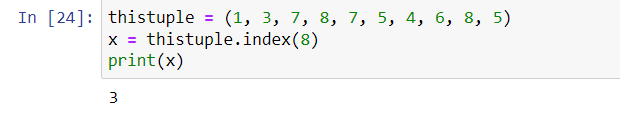 In [24]: thistuple = (1, 3, 7, 8, 7, 5, 4, 6, 8, 5)
x = thistuple.index(8)
print(x)
3